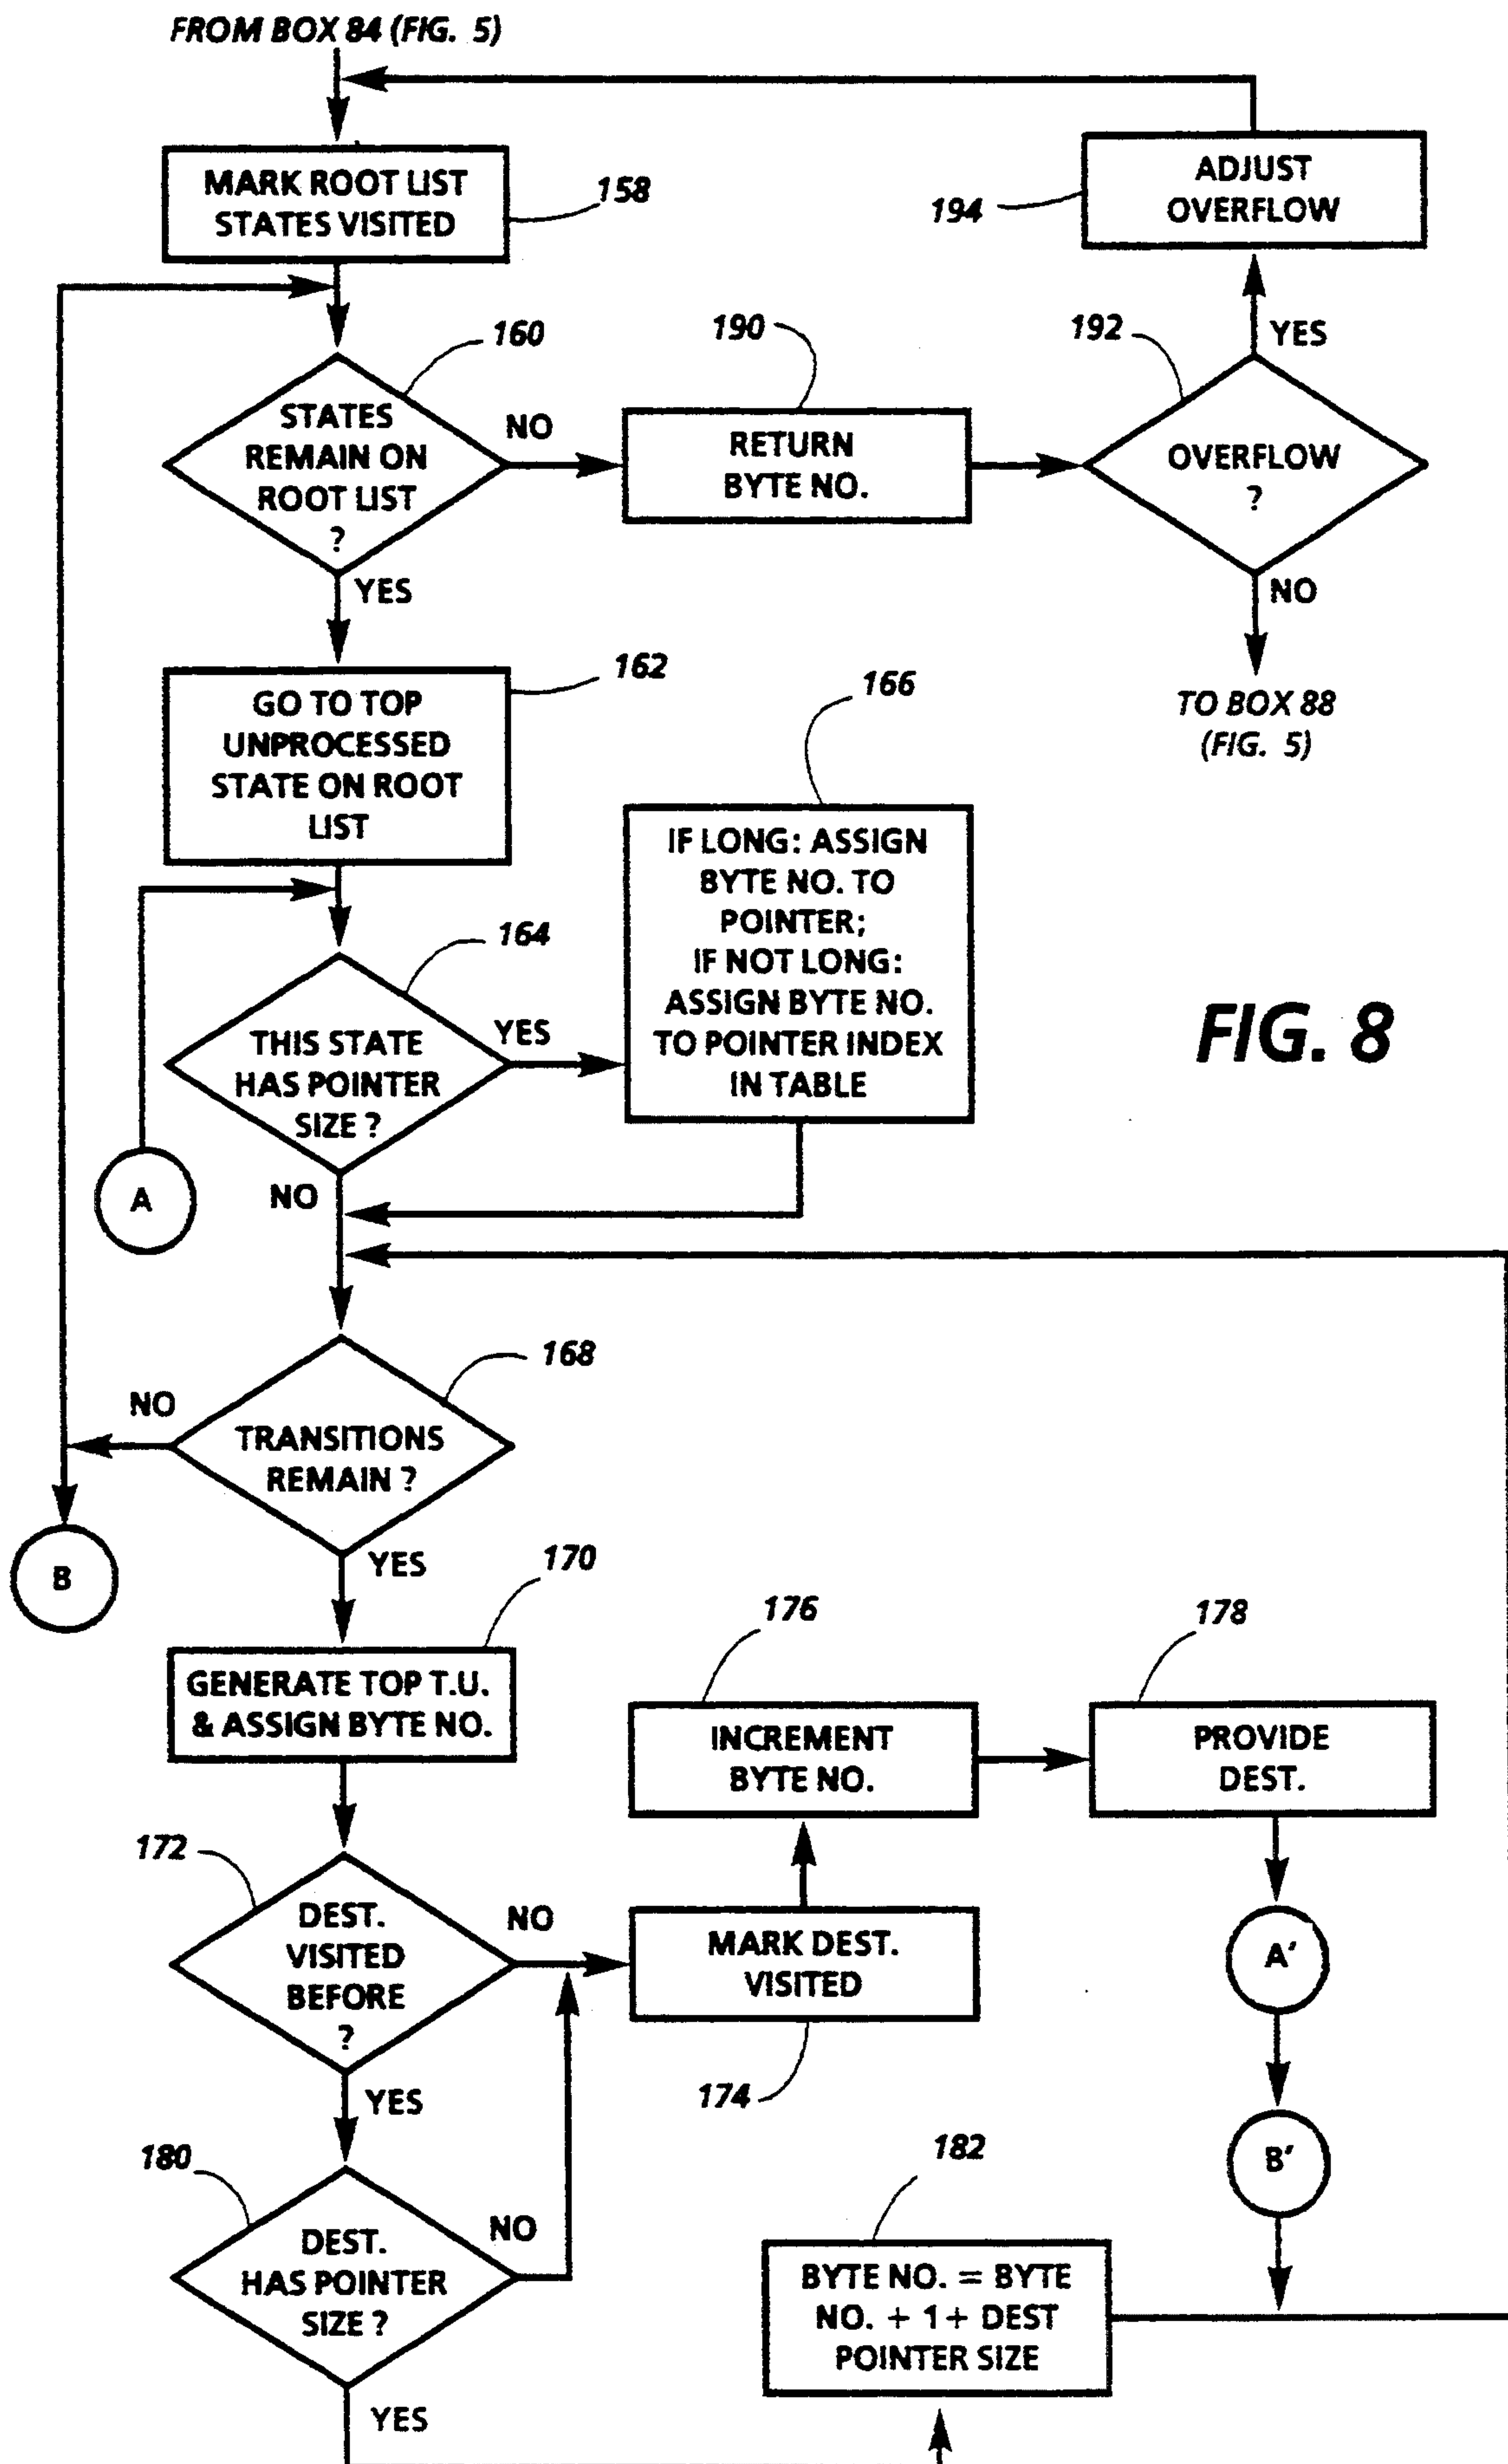 FROM BOX 84 (FIG. 5)
MARK ROOT LIST
STATES VISITED
158
ADJUST
OVERFLOW
194
160
STATES
REMAIN ON
ROOT LIST
?
NO
190
RETURN
BYTE NO.
192
YES
OVERFLOW
?
NO
TO BOX 88
(FIG. 5)
YES
162
GO TO TOP
UNPROCESSED
STATE ON ROOT
LIST
166
IF LONG: ASSIGN
BYTE NO. TO
POINTER;
IF NOT LONG:
ASSIGN BYTE NO.
TO POINTER INDEX
IN TABLE
164
THIS STATE
HAS POINTER
SIZE ?
YES
FIG. 8
A
NO
168
NO
TRANSITIONS
REMAIN ?
B
YES
170
GENERATE TOP T.U.
& ASSIGN BYTE NO.
176
INCREMENT
BYTE NO.
178
PROVIDE
DEST.
172
DEST.
VISITED
BEFORE
?
NO
MARK DEST.
VISITED
174
A'
YES
B'
180
DEST.
HAS POINTER
SIZE ?
NO
182
BYTE NO. = BYTE
NO. + 1 + DEST
POINTER SIZE
YES